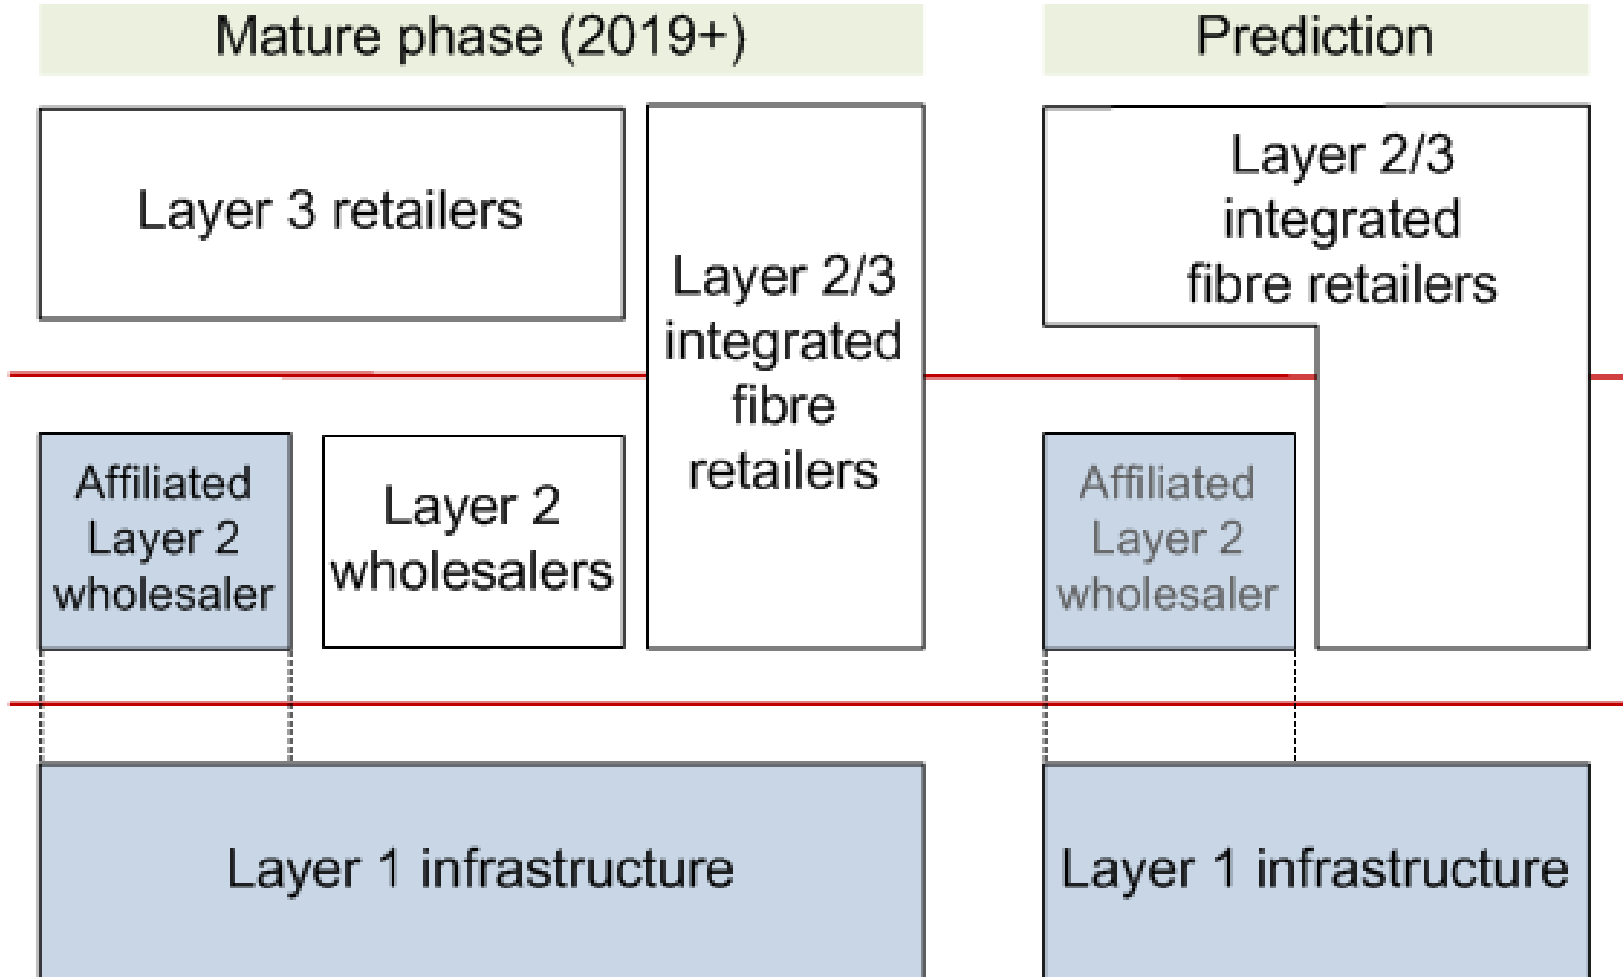 Mature phase (2019+)
Prediction
Layer 3 retailers
Layer 2/3
integrated
fibre
retailers
Affiliated
Layer 2
wholesaler
Layer 2
wholesalers
Layer 1 infrastructure
Layer 2/3
integrated
fibre retailers
Affiliated
Layer 2
wholesaler
Layer 1 infrastructure